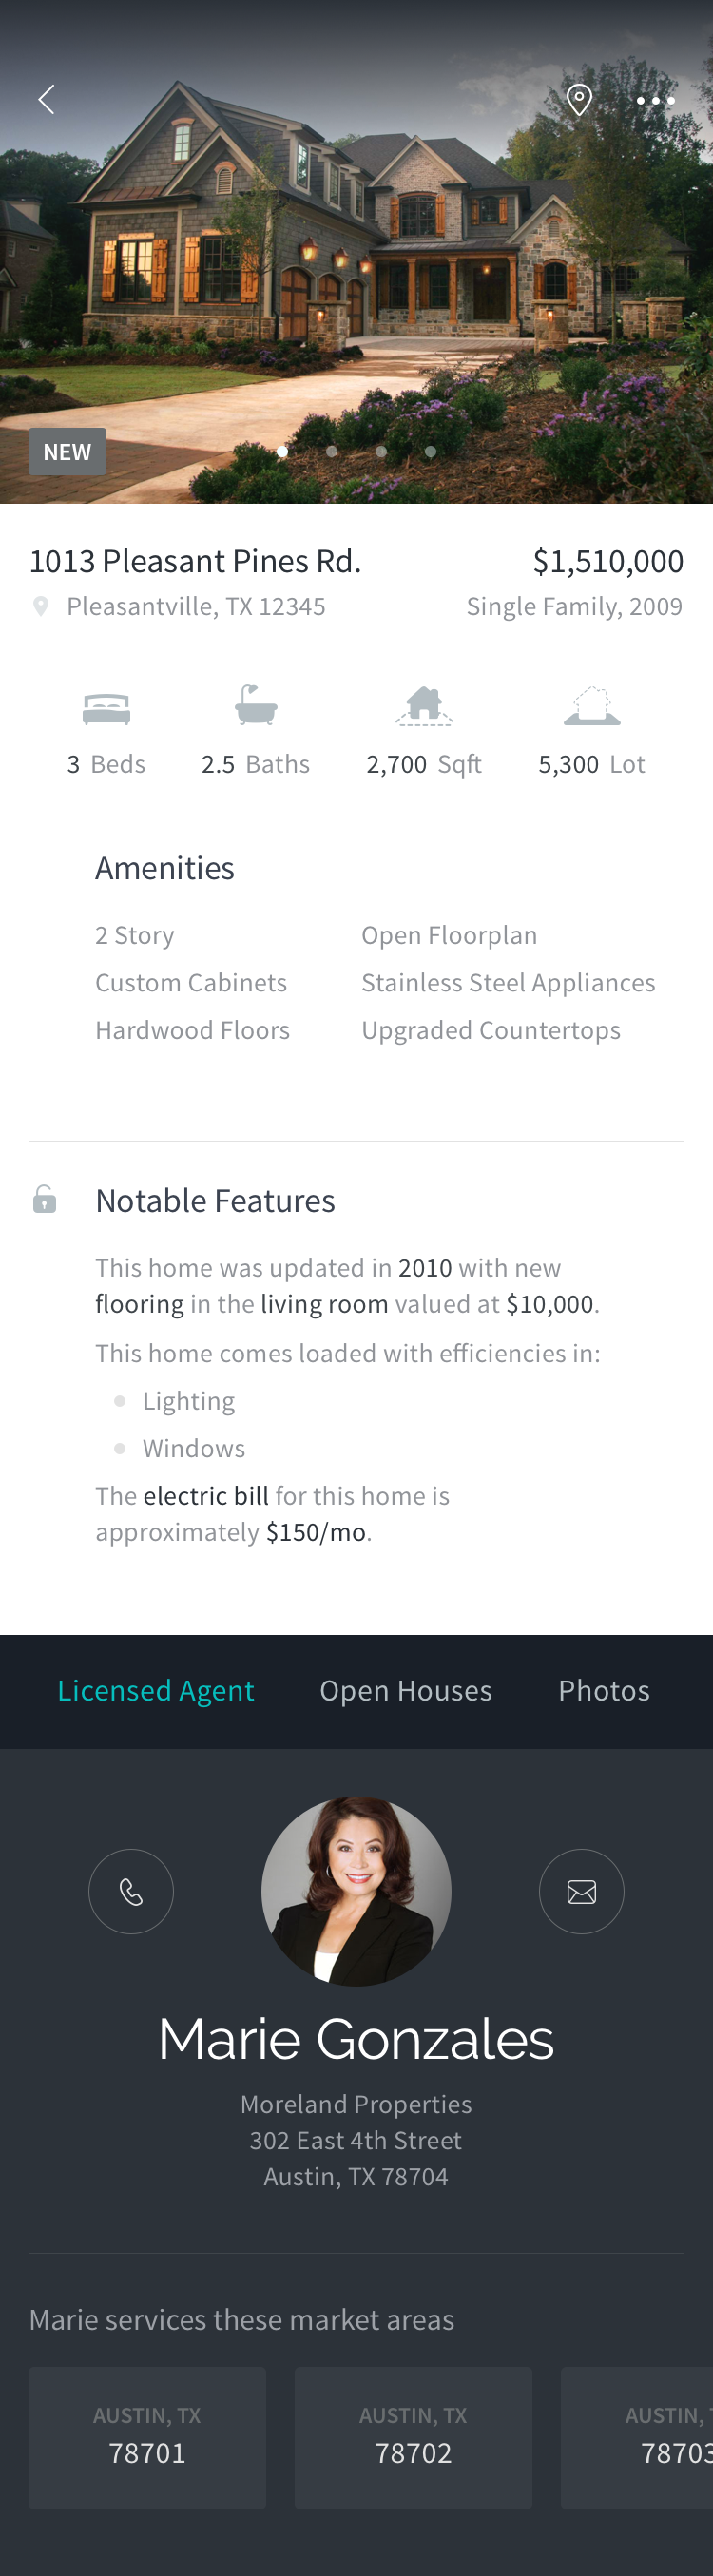 NEW
1013 Pleasant Pines Rd.
$1,510,000
Pleasantville, TX 12345
Single Family, 2009
3 Beds
2.5 Baths
2,700 Sqft
5,300 Lot
Amenities
2 Story
Open Floorplan
Custom Cabinets
Stainless Steel Appliances
Hardwood Floors
Upgraded Countertops
Notable Features
This home was updated in 2010 with new
flooring in the living room valued at $10,000.
This home comes loaded with efficiencies in:
Lighting
Windows
The electric bill for this home is
approximately $150/mo.
Licensed Agent
Open Houses
Photos
Marie Gonzales
Moreland Properties
302 East 4th Street
Austin, TX 78704
Marie services these market areas
AUSTIN, TX
78701
AUSTIN, TX
78702
AUSTIN,
78703